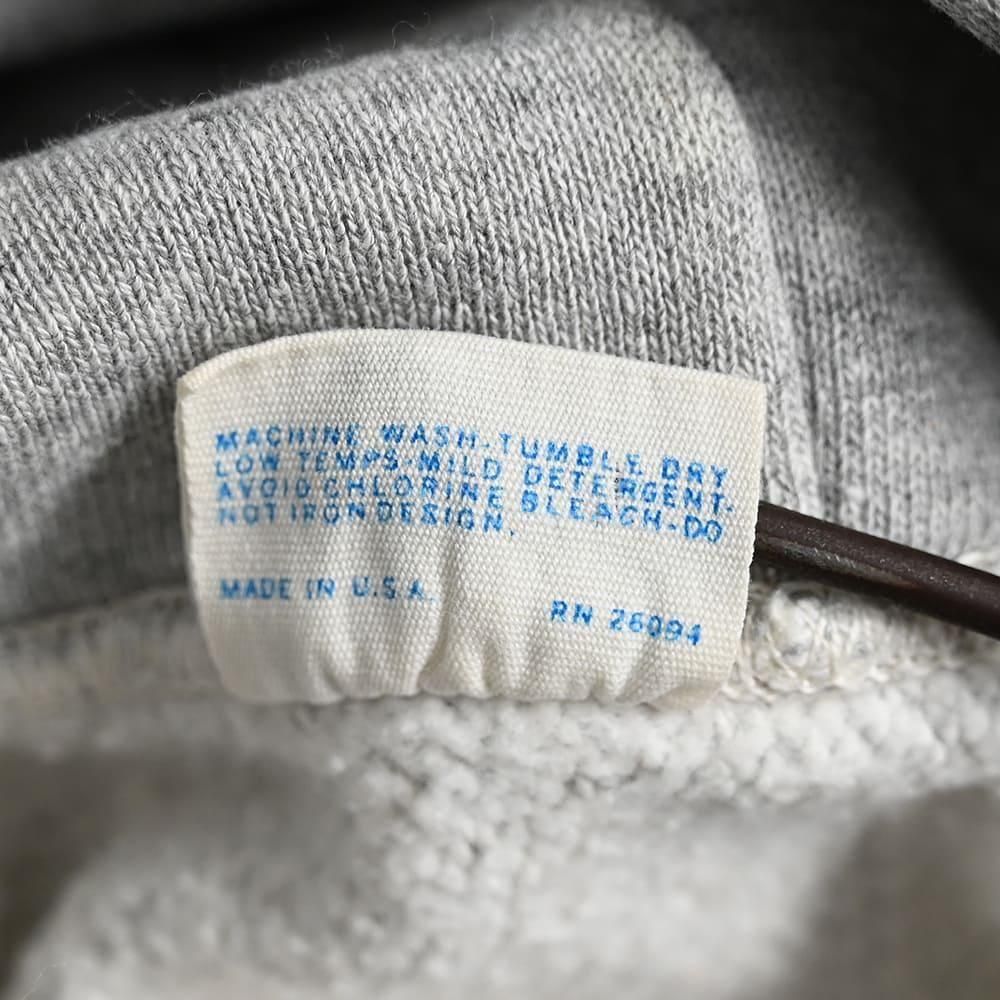 MACHINE WASH-TUMBLE DRY
LOW TEMPS-MILD DETERGENT-
AVOID CHLORINE BLEACH-DO
NOT IRON DESIGN.
MADE IN U.S.A.
RN 26094